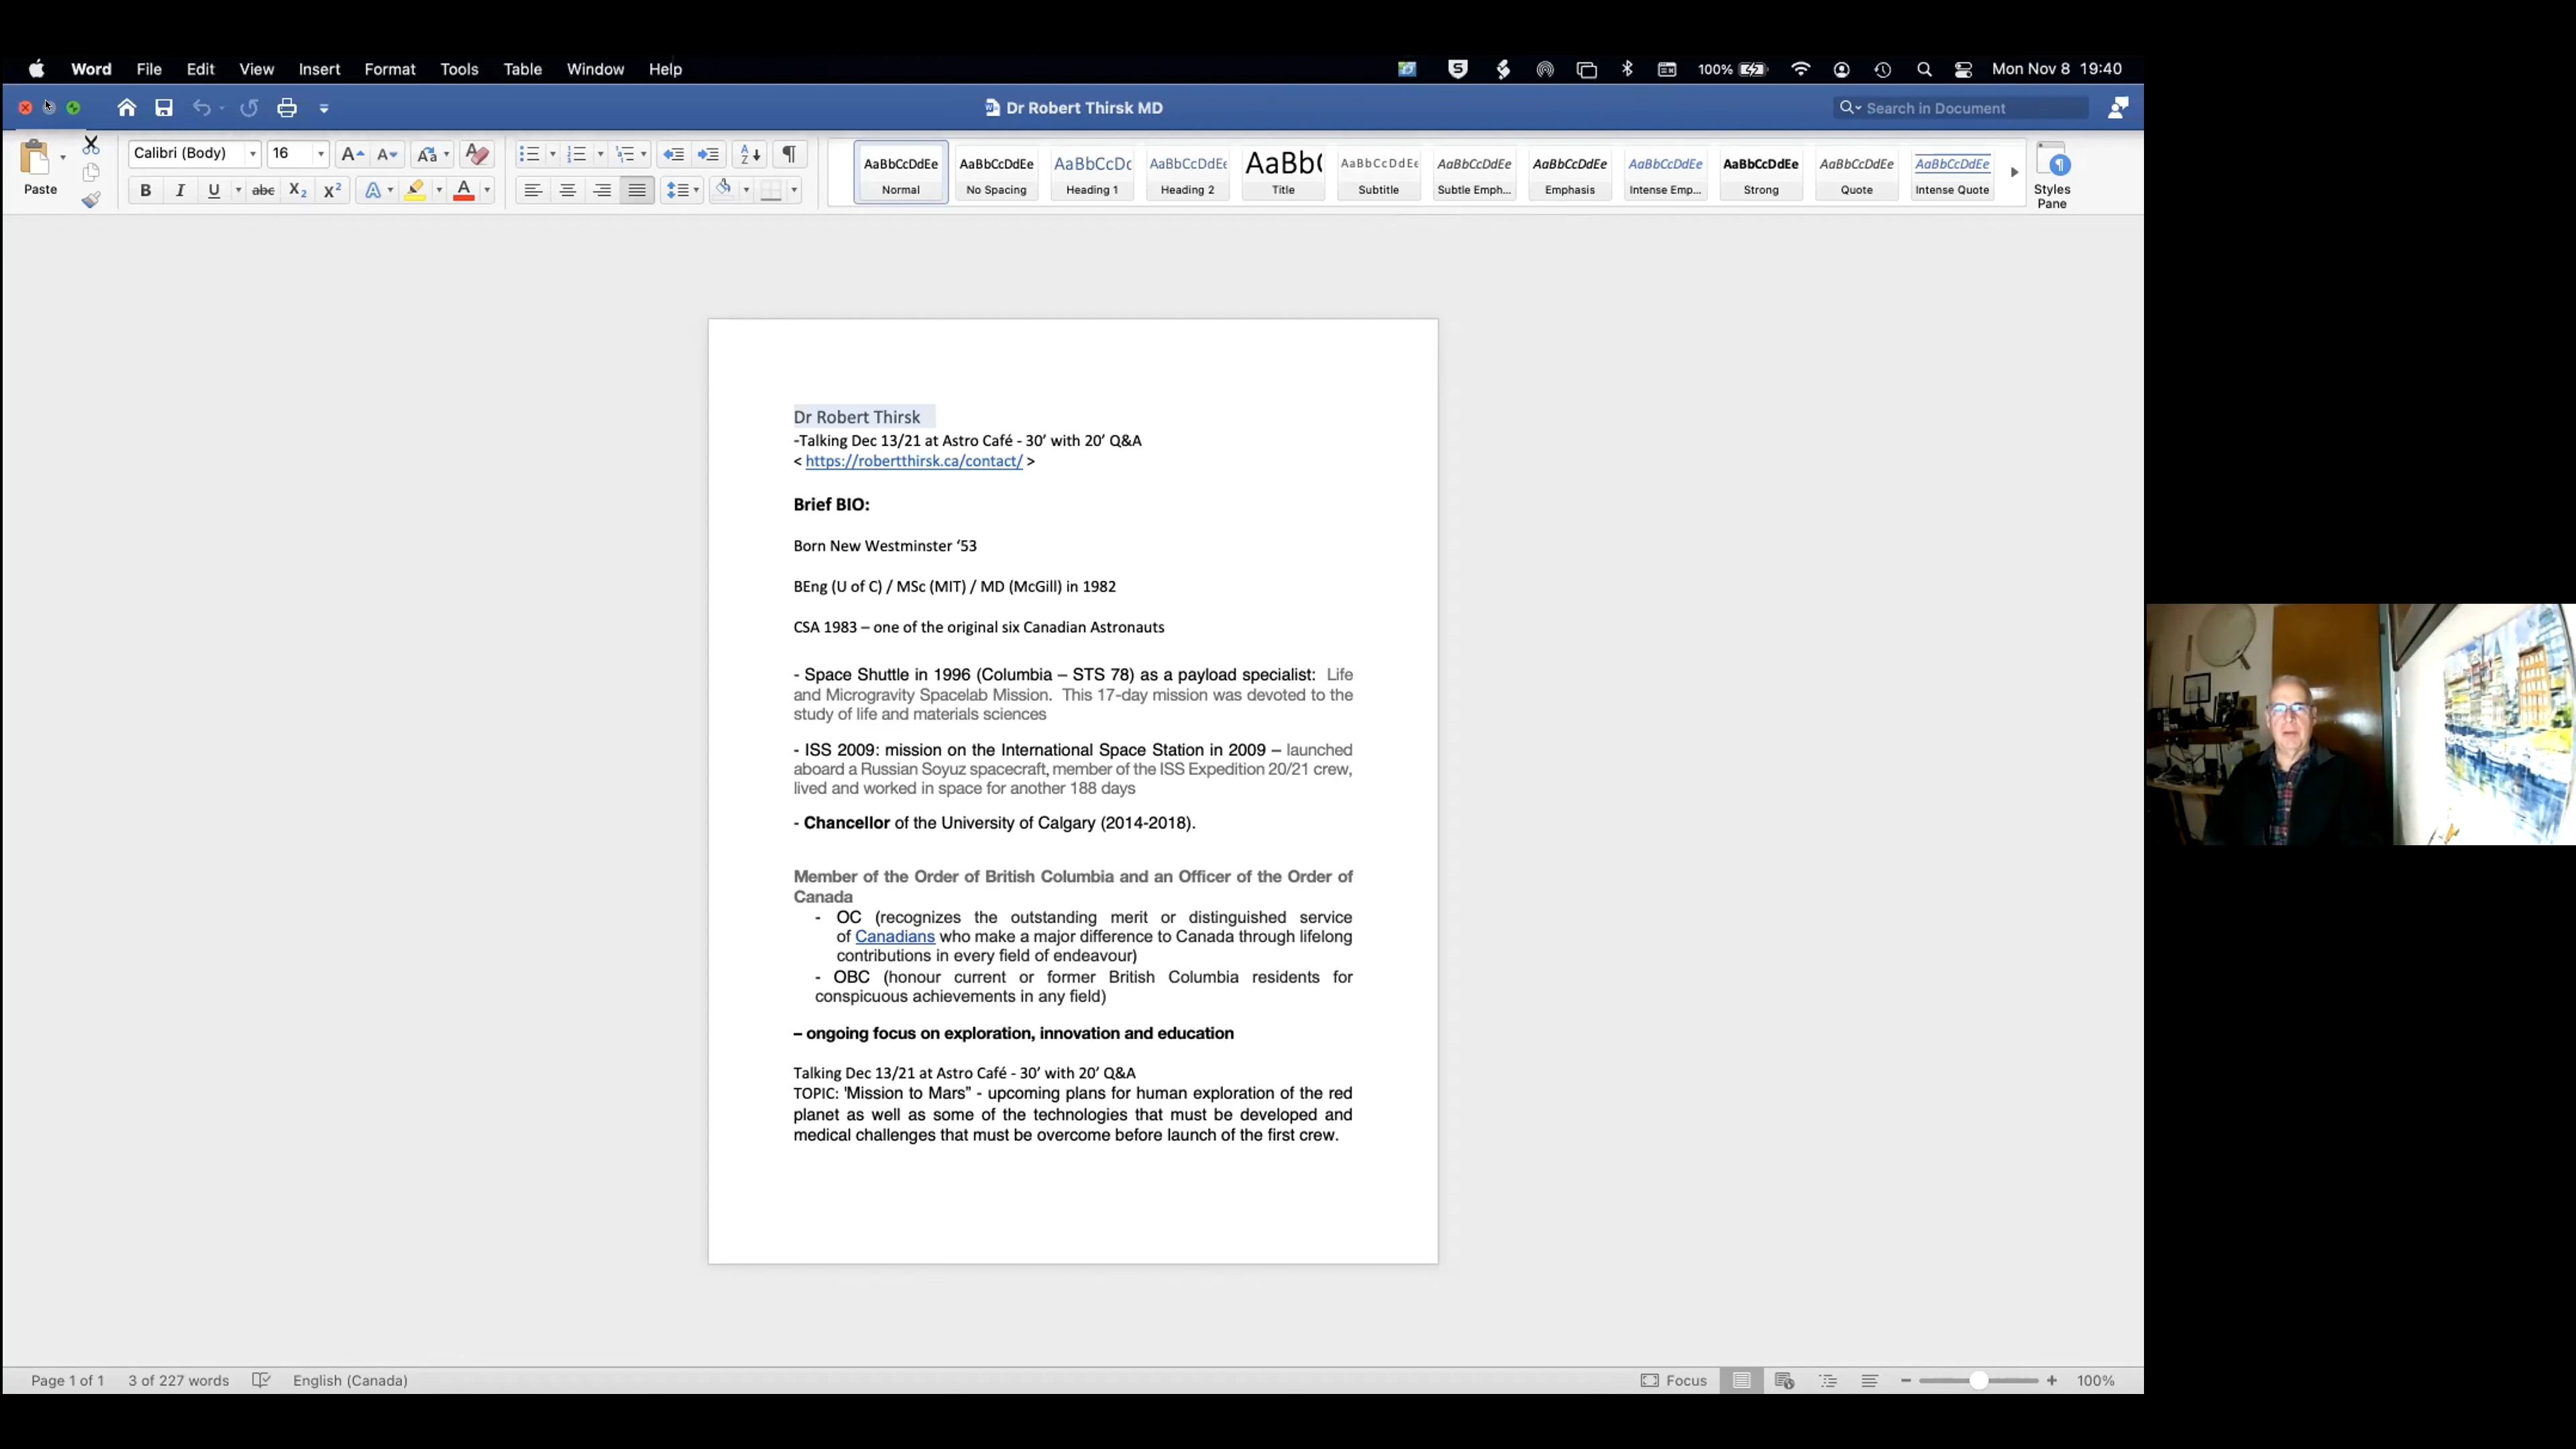 Word File Edit View Insert Format Tools Table Window Help 100% Mon Nov 8 19:40
Dr Robert Thirsk MD
Search in Document
Paste
Calibri (Body) 16
AaBbCcDdEe AaBbCcDdEe AaBbCcDc AaBbCcDdEe AaBb( AaBbCcDdEe AaBbCcDdEe AaBbCcDdEe AaBbCcDdEe AaBbCcDdEe AaBbCcDdEe AaBbCcDdEe
Normal No Spacing Heading 1 Heading 2 Title Subtitle Subtle Emph... Emphasis Intense Emp... Strong Quote Intense Quote
Styles
Pane
Dr Robert Thirsk
-Talking Dec 13/21 at Astro Café - 30’ with 20’ Q&A
< https://robertthirsk.ca/contact/ >
Brief BIO:
Born New Westminster ‘53
BEng (U of C) / MSc (MIT) / MD (McGill) in 1982
CSA 1983 – one of the original six Canadian Astronauts
- Space Shuttle in 1996 (Columbia – STS 78) as a payload specialist: Life
and Microgravity Spacelab Mission. This 17-day mission was devoted to the
study of life and materials sciences
- ISS 2009: mission on the International Space Station in 2009 – launched
aboard a Russian Soyuz spacecraft, member of the ISS Expedition 20/21 crew,
lived and worked in space for another 188 days
- Chancellor of the University of Calgary (2014-2018).
Member of the Order of British Columbia and an Officer of the Order of
Canada
- OC (recognizes the outstanding merit or distinguished service
of Canadians who make a major difference to Canada through lifelong
contributions in every field of endeavour)
- OBC (honour current or former British Columbia residents for
conspicuous achievements in any field)
– ongoing focus on exploration, innovation and education
Talking Dec 13/21 at Astro Café - 30’ with 20’ Q&A
TOPIC: 'Mission to Mars” - upcoming plans for human exploration of the red
planet as well as some of the technologies that must be developed and
medical challenges that must be overcome before launch of the first crew.
Page 1 of 1 3 of 227 words English (Canada) Focus 100%